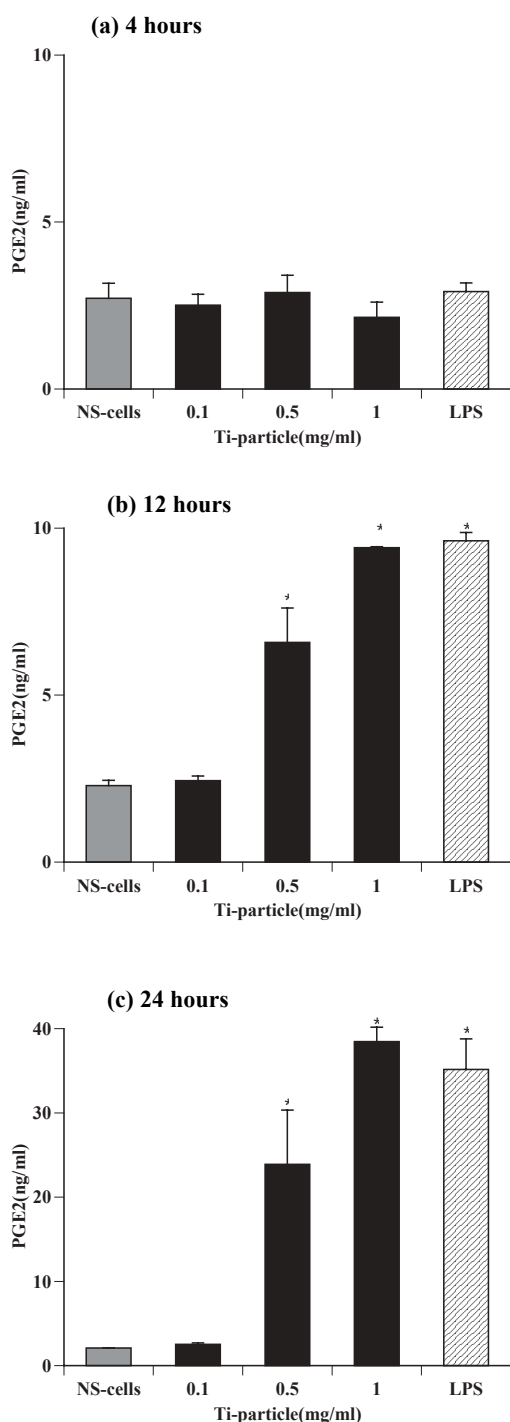 (a) 4 hours
10
5
0
PGE2(ng/ml)
NS-cells 0.1 0.5 1 LPS
Ti-particle(mg/ml)
(b) 12 hours
10
5
0
PGE2(ng/ml)
* * *
NS-cells 0.1 0.5 1 LPS
Ti-particle(mg/ml)
(c) 24 hours
40
30
20
10
0
PGE2(ng/ml)
* * *
NS-cells 0.1 0.5 1 LPS
Ti-particle(mg/ml)